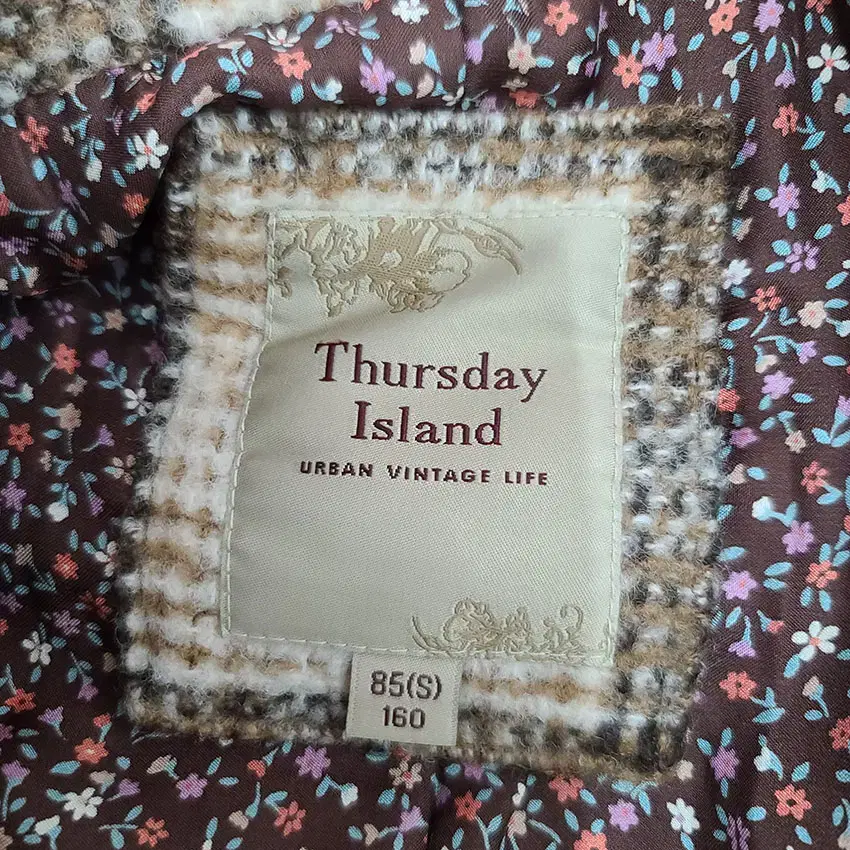 Thursday
Island
URBAN VINTAGE LIFE
85(S)
160